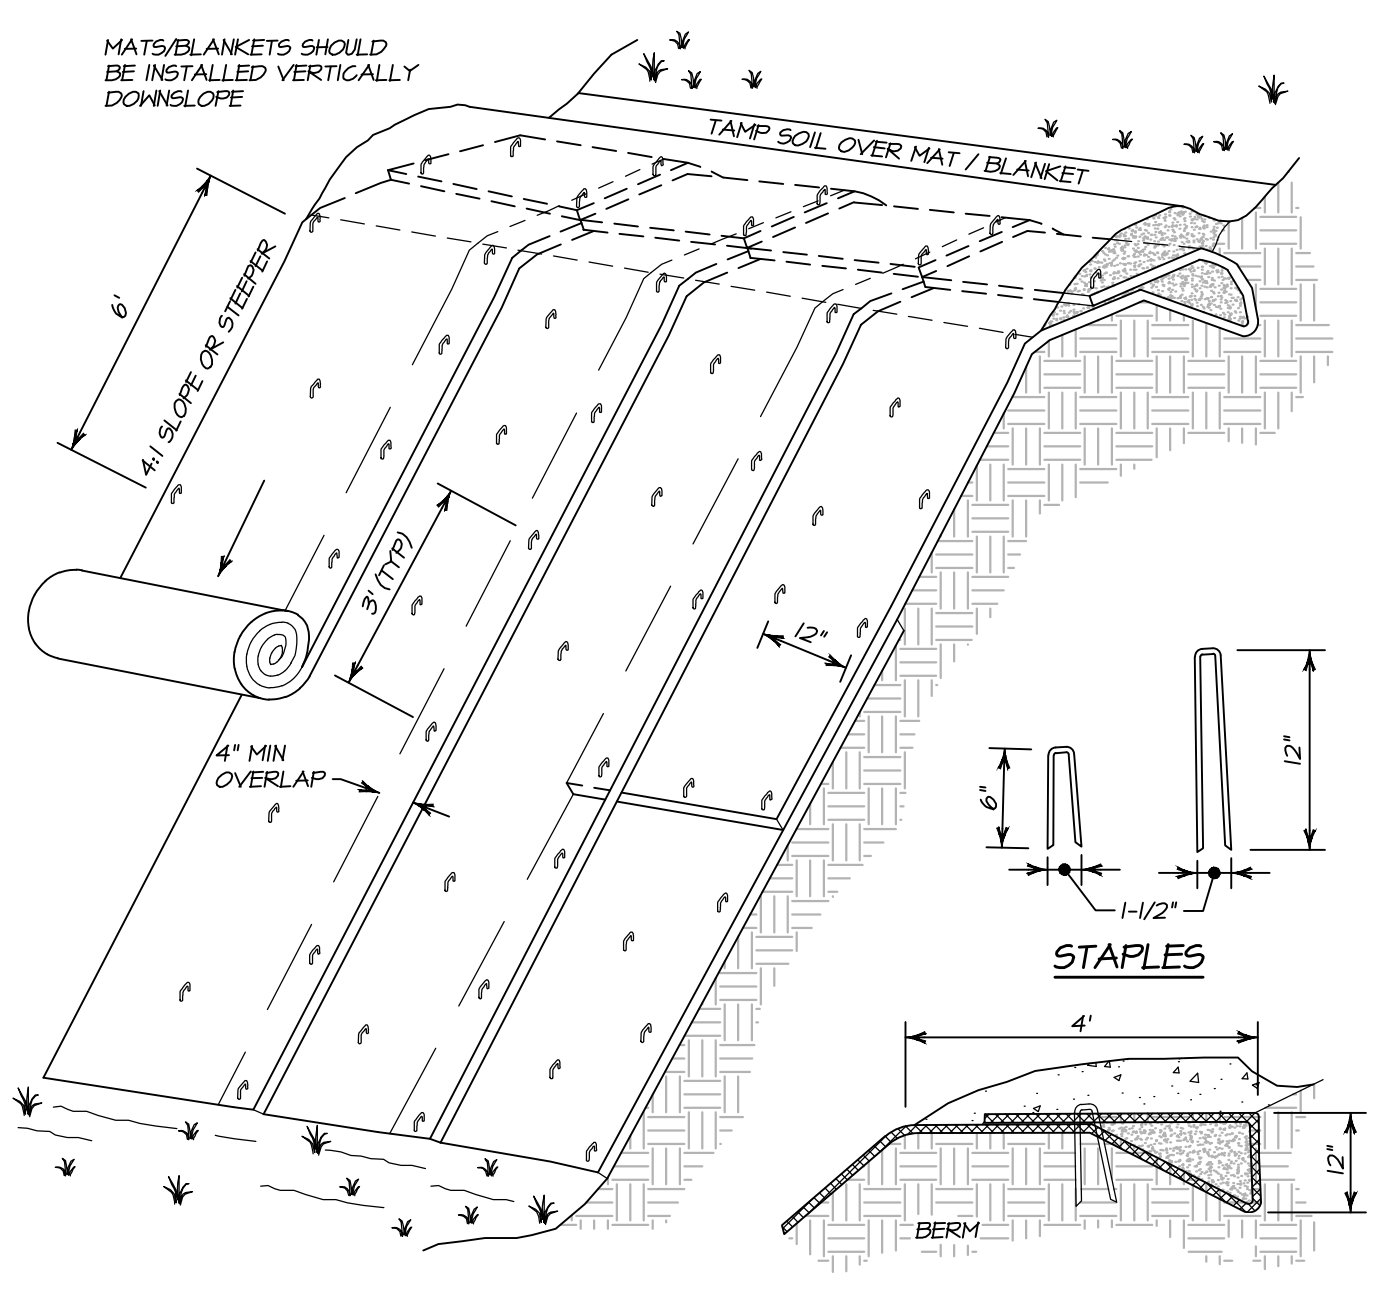 MATS/BLANKETS SHOULD
BE INSTALLED VERTICALLY
DOWNSLOPE
TAMP SOIL OVER MAT / BLANKET
6'
4:1 SLOPE OR STEEPER
3' (TYP)
12"
4" MIN
OVERLAP
6"
12"
1-1/2"
STAPLES
4'
12"
BERM